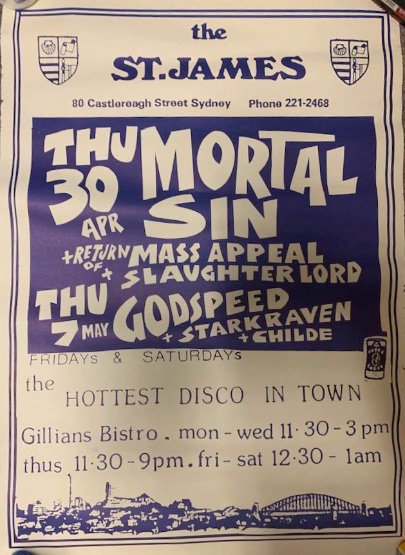 the
ST. JAMES
80 Castlereagh Street Sydney Phone 221-2468
THU MORTAL
30 SIN
APR
+RETURN OF MASS APPEAL
+ SLAUGHTER LORD
THU GODSPEED
7 MAY + STARK RAVEN
+ CHILDE
FRIDAYs & SATURDAYs
the
HOTTEST DISCO IN TOWN
Gillians Bistro . mon - wed 11·30 - 3pm
thus 11·30 - 9pm . fri - sat 12·30 - 1am